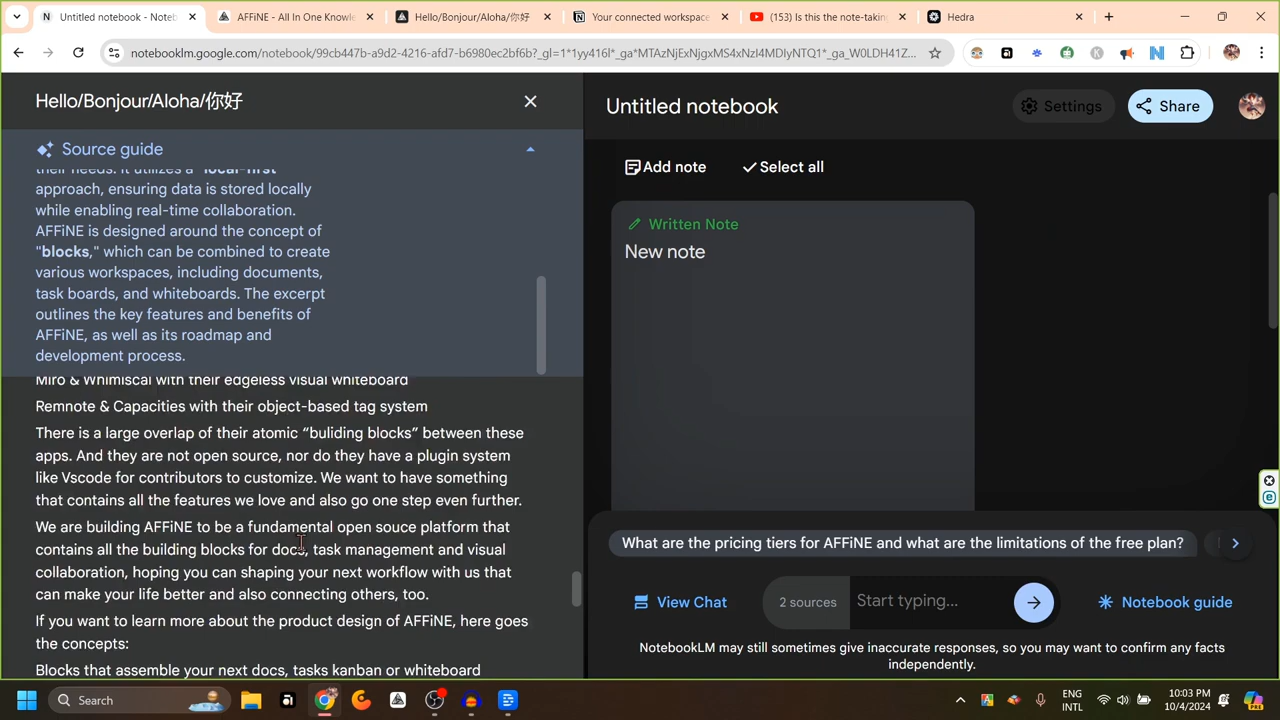 Untitled notebook - Noteb
AFFiNE - All In One Knowle
Hello/Bonjour/Aloha/你好
Your connected workspace
(153) Is this the note-takin
Hedra
notebooklm.google.com/notebook/99cb447b-a9d2-4216-afd7-b6980ec2bf6b?_gl=1*1yy416l*_ga*MTAzNjExNjgxMS4xNzI4MDIyNTQ1*_ga_W0LDH41Z...
Hello/Bonjour/Aloha/你好
Source guide
their needs. It utilizes a "local-first"
approach, ensuring data is stored locally
while enabling real-time collaboration.
AFFiNE is designed around the concept of
"blocks," which can be combined to create
various workspaces, including documents,
task boards, and whiteboards. The excerpt
outlines the key features and benefits of
AFFiNE, as well as its roadmap and
development process.
Miro & Whimiscal with their edgeless visual whiteboard
Remnote & Capacities with their object-based tag system
There is a large overlap of their atomic “buliding blocks” between these
apps. And they are not open source, nor do they have a plugin system
like Vscode for contributors to customize. We want to have something
that contains all the features we love and also go one step even further.
We are building AFFiNE to be a fundamental open souce platform that
contains all the building blocks for docs, task management and visual
collaboration, hoping you can shaping your next workflow with us that
can make your life better and also connecting others, too.
If you want to learn more about the product design of AFFiNE, here goes
the concepts:
Blocks that assemble your next docs, tasks kanban or whiteboard
Untitled notebook
Settings
Share
Add note
Select all
Written Note
New note
What are the pricing tiers for AFFiNE and what are the limitations of the free plan?
View Chat
2 sources
Start typing...
Notebook guide
NotebookLM may still sometimes give inaccurate responses, so you may want to confirm any facts
independently.
Search
ENG
INTL
10:03 PM
10/4/2024